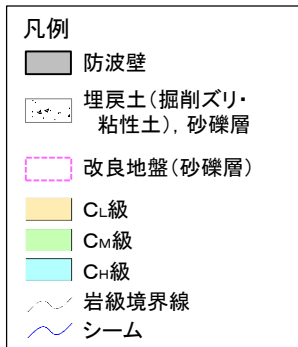 凡例
防波壁
埋戻土(掘削ズリ・
粘性土), 砂礫層
改良地盤(砂礫層)
CL級
CM級
CH級
岩級境界線
シーム